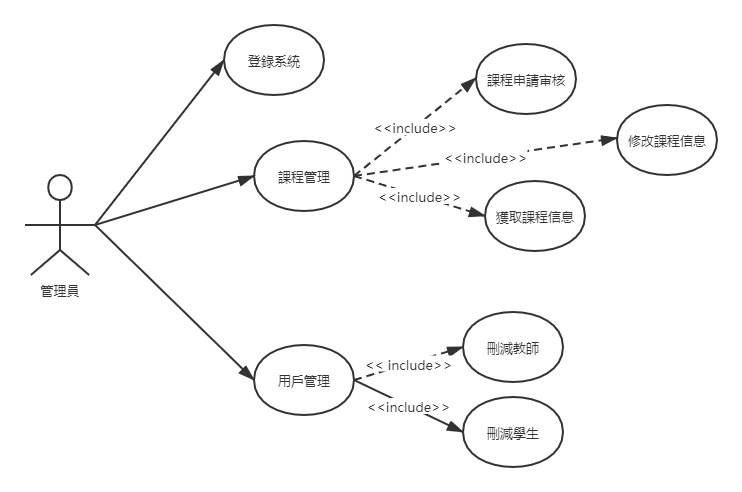 登錄系統
課程申請审核
<<include>>
修改課程信息
<<include>>
課程管理
<<include>>
獲取課程信息
管理員
刪減教師
<< include>>
用戶管理
<<include>>
刪減學生